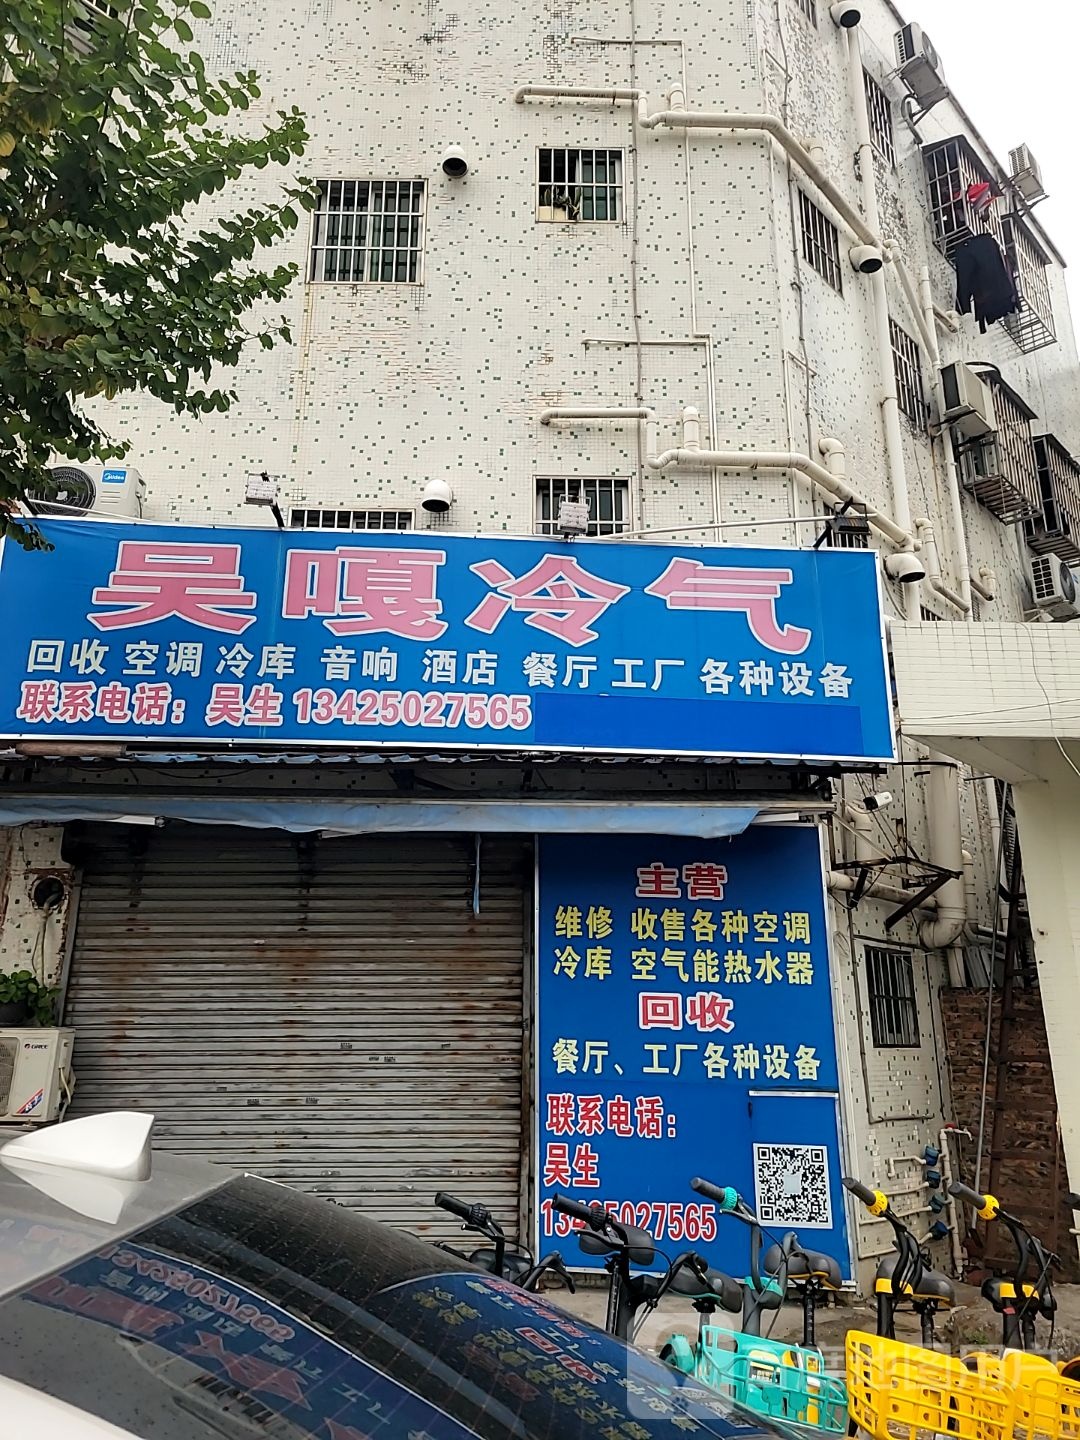 Midea
吴嘎冷气
回收 空调 冷库 音响 酒店 餐厅 工厂 各种设备
联系电话：吴生 13425027565
主营
维修 收售各种空调
冷库 空气能热水器
回收
餐厅、工厂各种设备
联系电话：
吴生
13425027565
GREE